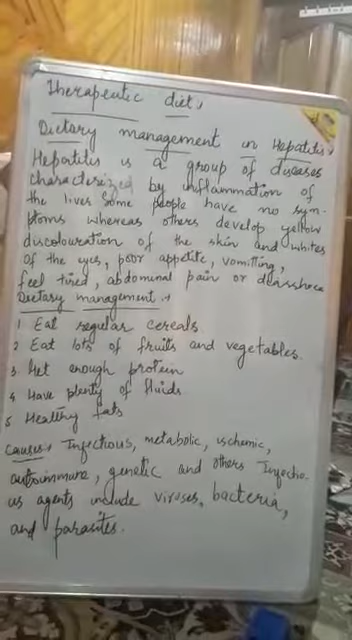 Therapeutic diet,
Dietary management in Hepatitis,
Hepatitis is a group of diseases
characterized by inflammation of
the lives some people have no sym-
ptoms whereas others develop yellow
discolouration of the skin and whites
of the eyes, poor appetite, vomitting,
feel tired, abdominal pain or diarrhoea
Dietary management.
1 Eat regular cereals.
2 Eat lots of fruits and vegetables.
3 Get enough protein
4 Have plenty of fluids.
5 Healthy fats
Causes, Infectious, metabolic, ischemic,
autoimmune, genetic and others Infectio-
us agents include viruses, bacteria,
and parasites.